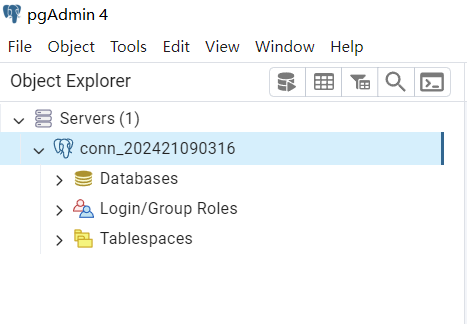 pgAdmin 4
File Object Tools Edit View Window Help
Object Explorer
Servers (1)
conn_202421090316
Databases
Login/Group Roles
Tablespaces